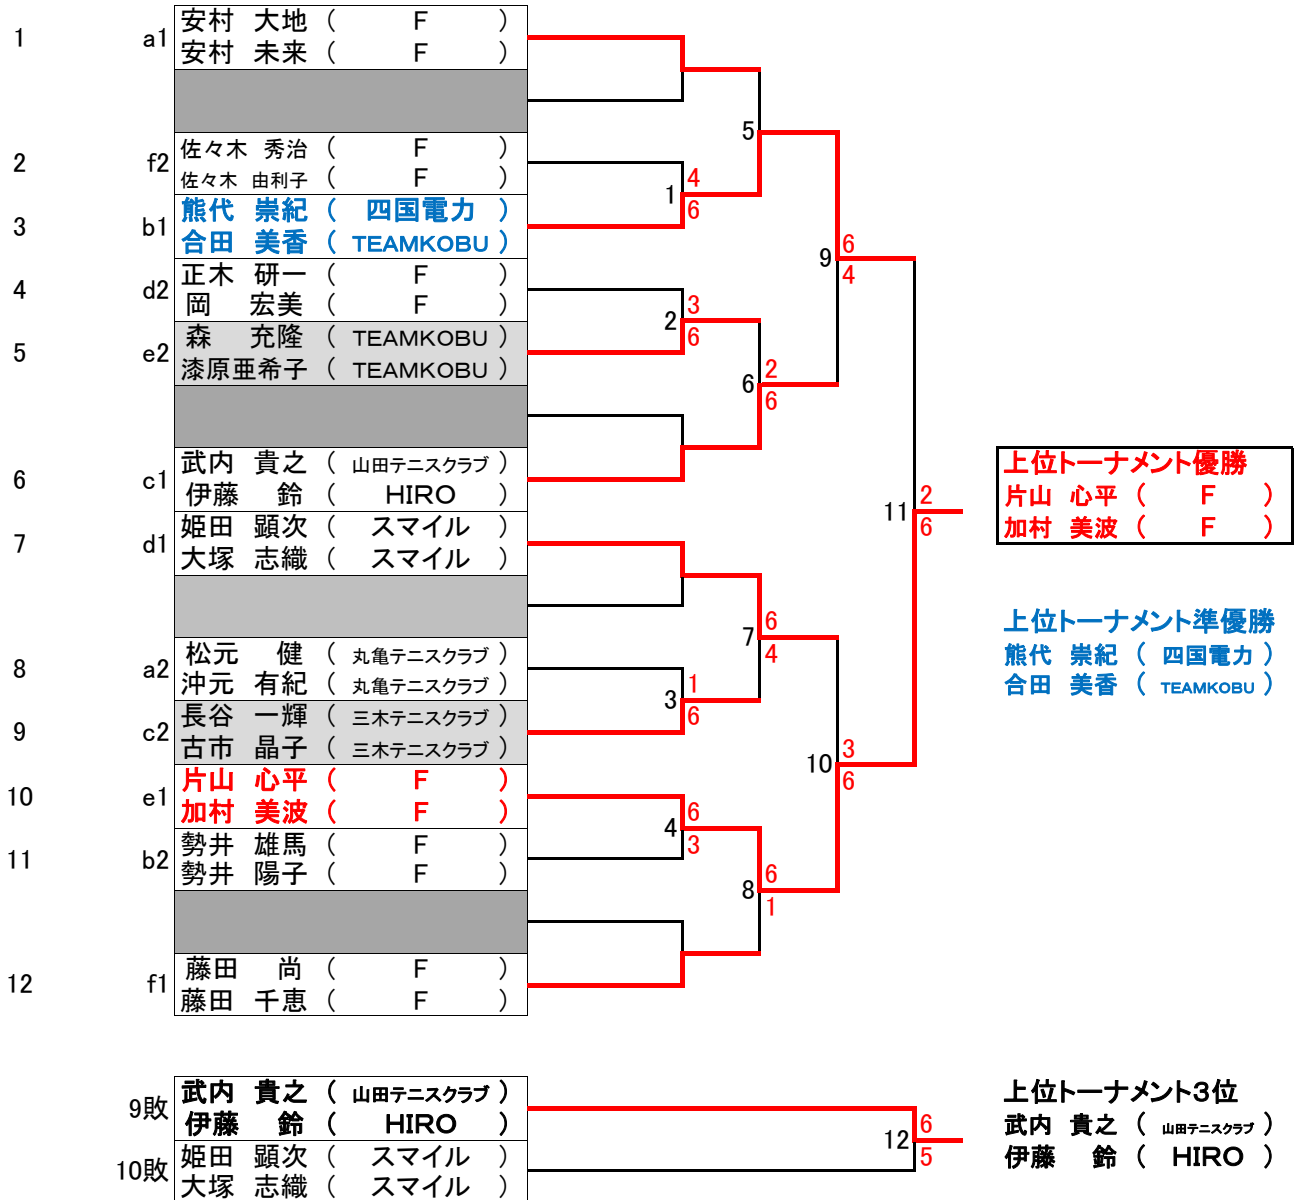 1 a1 安村 大地 ( F )
安村 未来 ( F )
5
2 f2 佐々木 秀治 ( F )
佐々木 由利子 ( F )
1 4
6
3 b1 熊代 崇紀 ( 四国電力 )
合田 美香 ( TEAMKOBU )
9 6
4
4 d2 正木 研一 ( F )
岡 宏美 ( F )
2 3
6
5 e2 森 充隆 ( TEAMKOBU )
漆原亜希子 ( TEAMKOBU )
6 2
6
6 c1 武内 貴之 ( 山田テニスクラブ )
伊藤 鈴 ( HIRO )
11 2
6
上位トーナメント優勝
片山 心平 ( F )
加村 美波 ( F )
7 d1 姫田 顕次 ( スマイル )
大塚 志織 ( スマイル )
7 6
4
上位トーナメント準優勝
熊代 崇紀 ( 四国電力 )
合田 美香 ( TEAMKOBU )
8 a2 松元 健 ( 丸亀テニスクラブ )
沖元 有紀 ( 丸亀テニスクラブ )
3 1
6
9 c2 長谷 一輝 ( 三木テニスクラブ )
古市 晶子 ( 三木テニスクラブ )
10 3
6
10 e1 片山 心平 ( F )
加村 美波 ( F )
4 6
3
11 b2 勢井 雄馬 ( F )
勢井 陽子 ( F )
8 6
1
12 f1 藤田 尚 ( F )
藤田 千恵 ( F )
9敗 武内 貴之 ( 山田テニスクラブ )
伊藤 鈴 ( HIRO )
12 6
5
10敗 姫田 顕次 ( スマイル )
大塚 志織 ( スマイル )
上位トーナメント3位
武内 貴之 ( 山田テニスクラブ )
伊藤 鈴 ( HIRO )